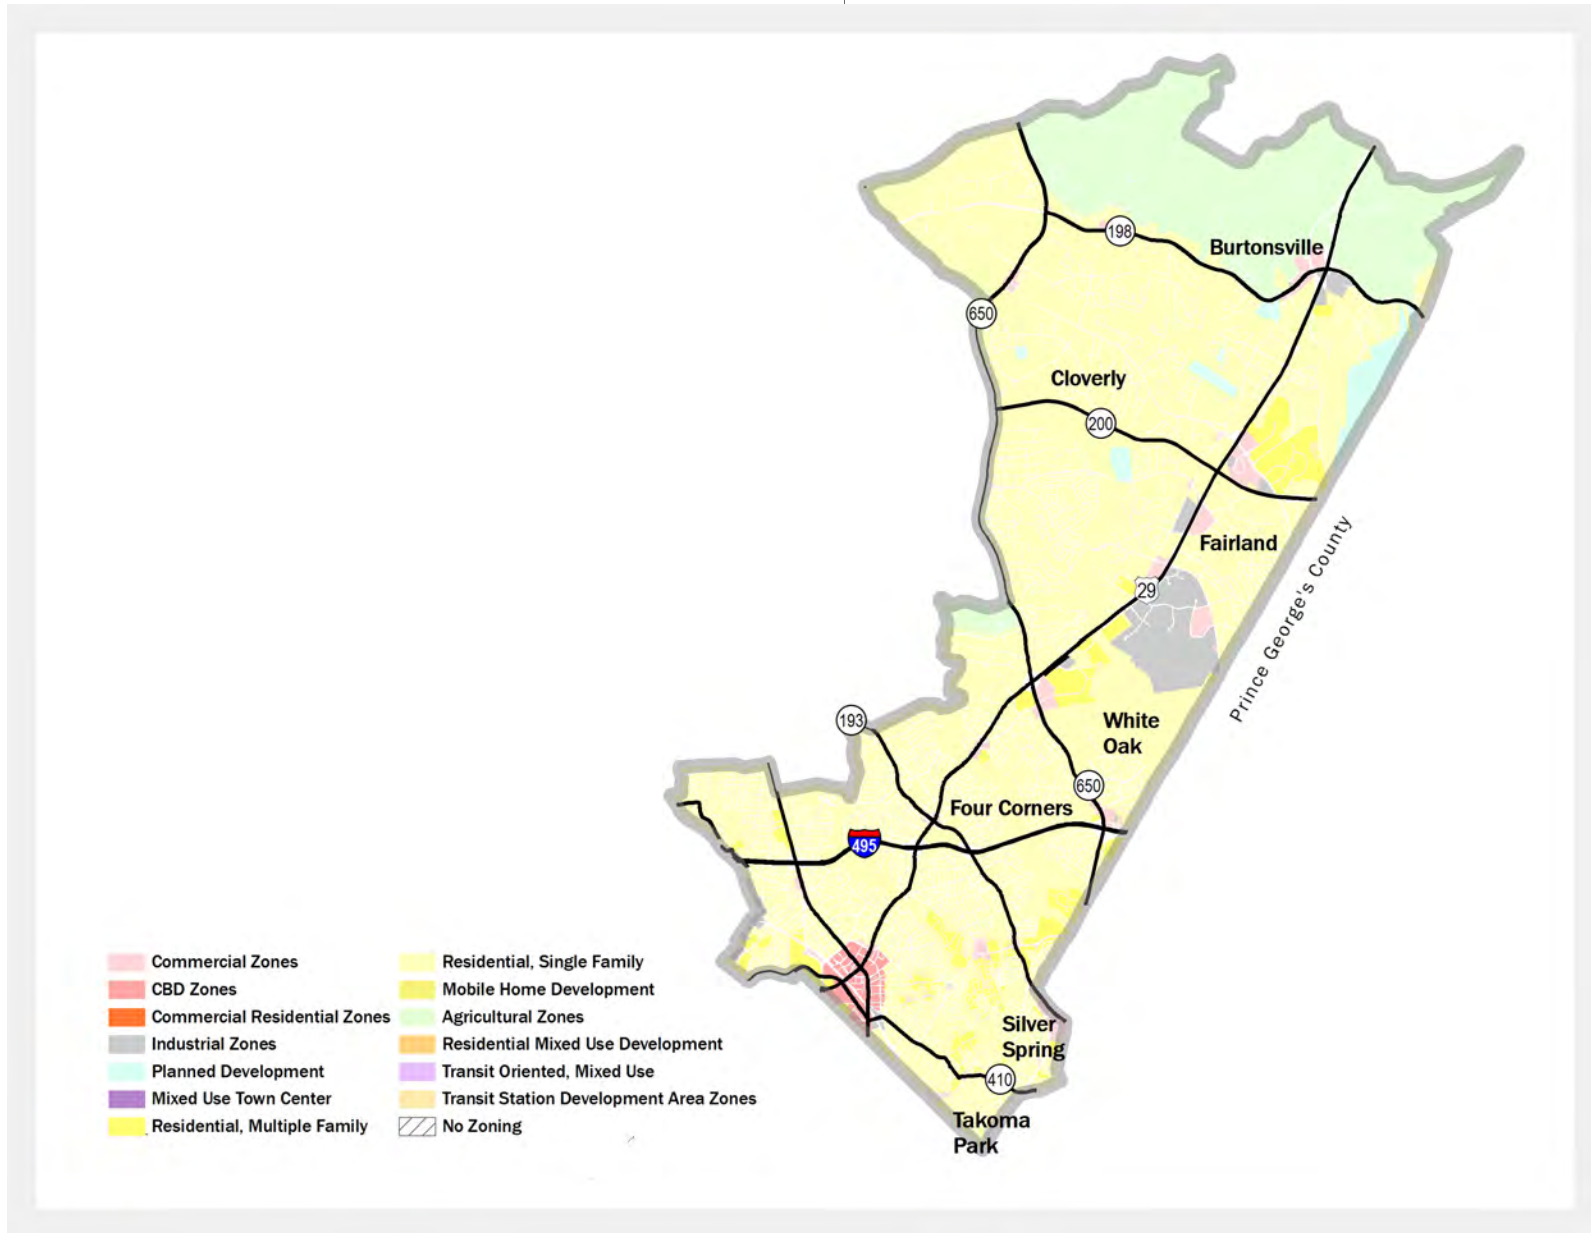 198
Burtonsville
650
Cloverly
200
Fairland
29
Prince George's County
193
White
Oak
650
Four Corners
495
Silver
Spring
410
Takoma
Park
Commercial Zones
CBD Zones
Commercial Residential Zones
Industrial Zones
Planned Development
Mixed Use Town Center
Residential, Multiple Family
Residential, Single Family
Mobile Home Development
Agricultural Zones
Residential Mixed Use Development
Transit Oriented, Mixed Use
Transit Station Development Area Zones
No Zoning